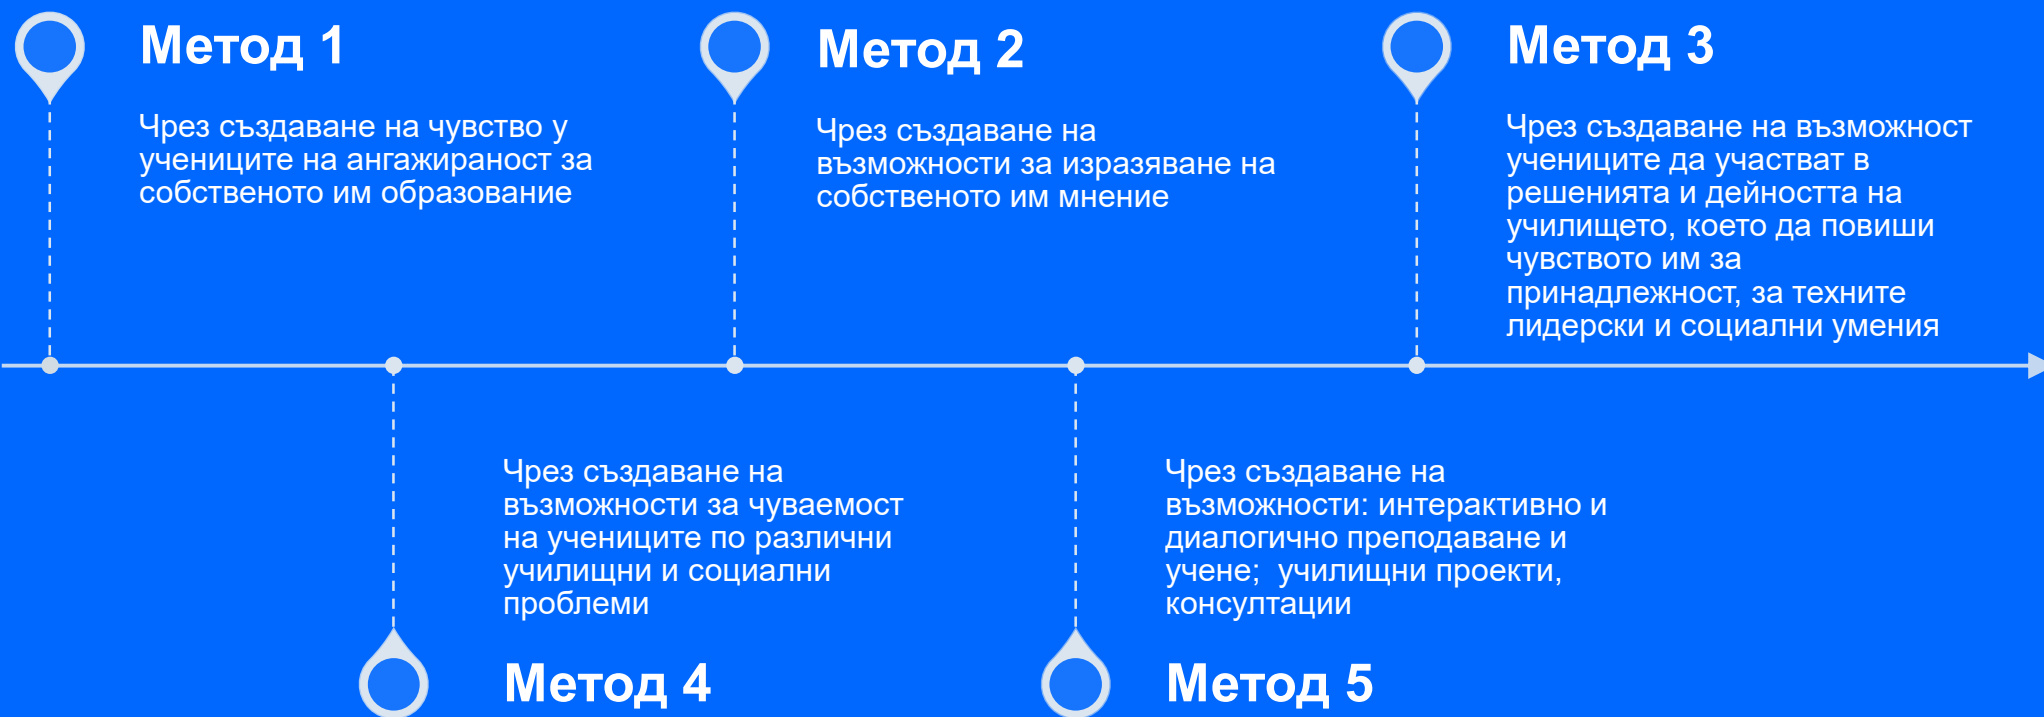 Метод 1
Чрез създаване на чувство у
учениците на ангажираност за
собственото им образование
Метод 2
Чрез създаване на
възможности за изразяване на
собственото им мнение
Метод 3
Чрез създаване на възможност
учениците да участват в
решенията и дейността на
училището, което да повиши
чувството им за
принадлежност, за техните
лидерски и социални умения
Чрез създаване на
възможности за чуваемост
на учениците по различни
училищни и социални
проблеми
Метод 4
Чрез създаване на
възможности: интерактивно и
диалогично преподаване и
учене;  училищни проекти,
консултации
Метод 5